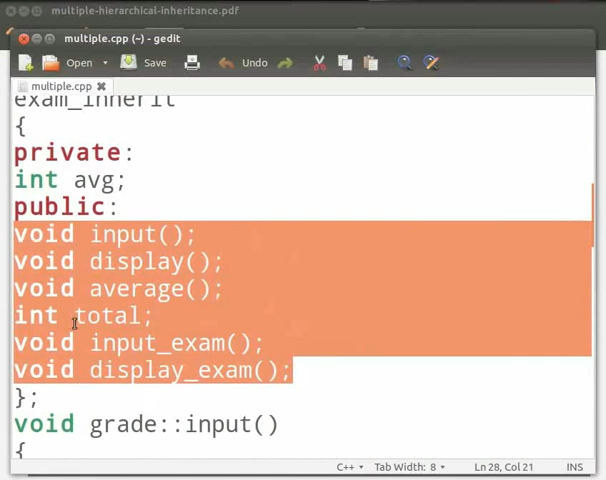 multiple-hierarchical-inheritance.pdf
multiple.cpp (~) - gedit
Open Save Undo
multiple.cpp
exam_inherit
{
private:
int avg;
public:
void input();
void display();
void average();
int total;
void input_exam();
void display_exam();
};
void grade::input()
{
C++ Tab Width: 8 Ln 28, Col 21 INS